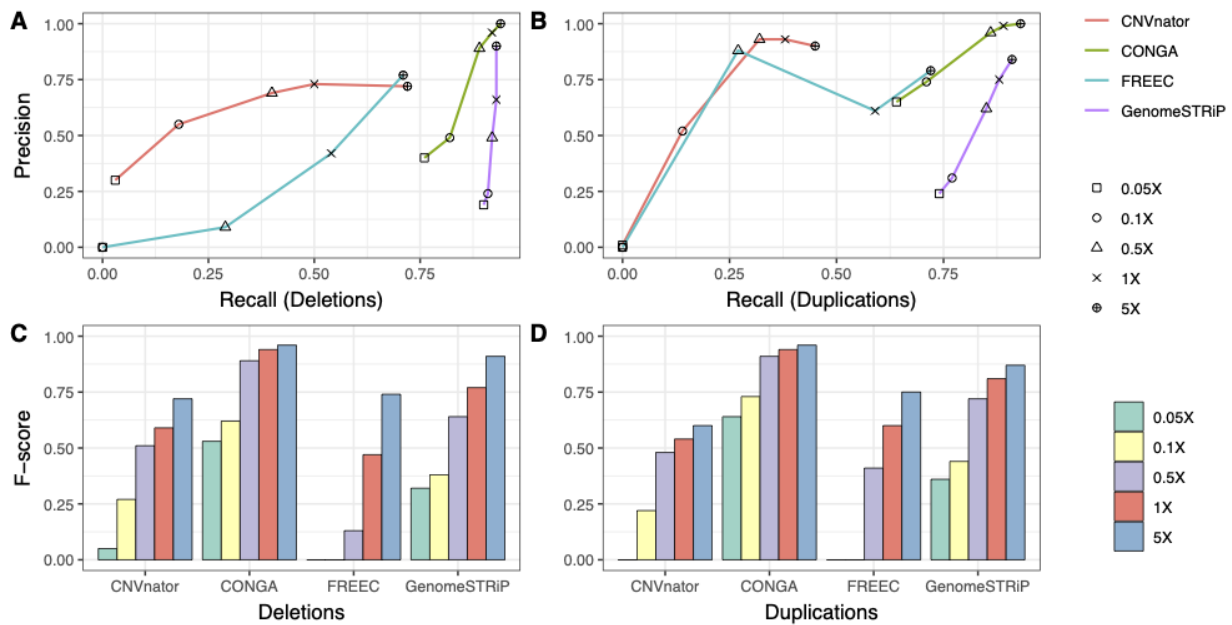 A
B
Precision
1.00
0.75
0.50
0.25
0.00
0.00
0.25
0.50
0.75
Recall (Deletions)
1.00
0.75
0.50
0.25
0.00
0.00
0.25
0.50
0.75
Recall (Duplications)
CNVnator
CONGA
FREEC
GenomeSTRiP
0.05X
0.1X
0.5X
1X
5X
C
D
F-score
1.00
0.75
0.50
0.25
0.00
CNVnator CONGA FREEC GenomeSTRiP
Deletions
1.00
0.75
0.50
0.25
0.00
CNVnator CONGA FREEC GenomeSTRiP
Duplications
0.05X
0.1X
0.5X
1X
5X